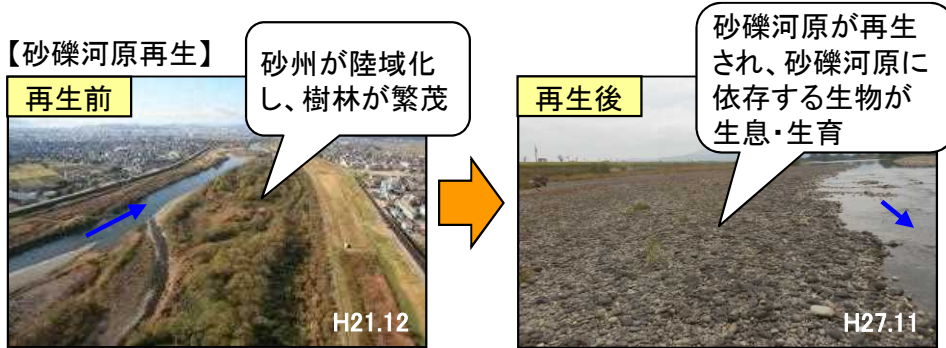 【砂礫河原再生】
再生前
砂州が陸域化
し、樹林が繁茂
H21.12
再生後
砂礫河原が再生
され、砂礫河原に
依存する生物が
生息・生育
H27.11